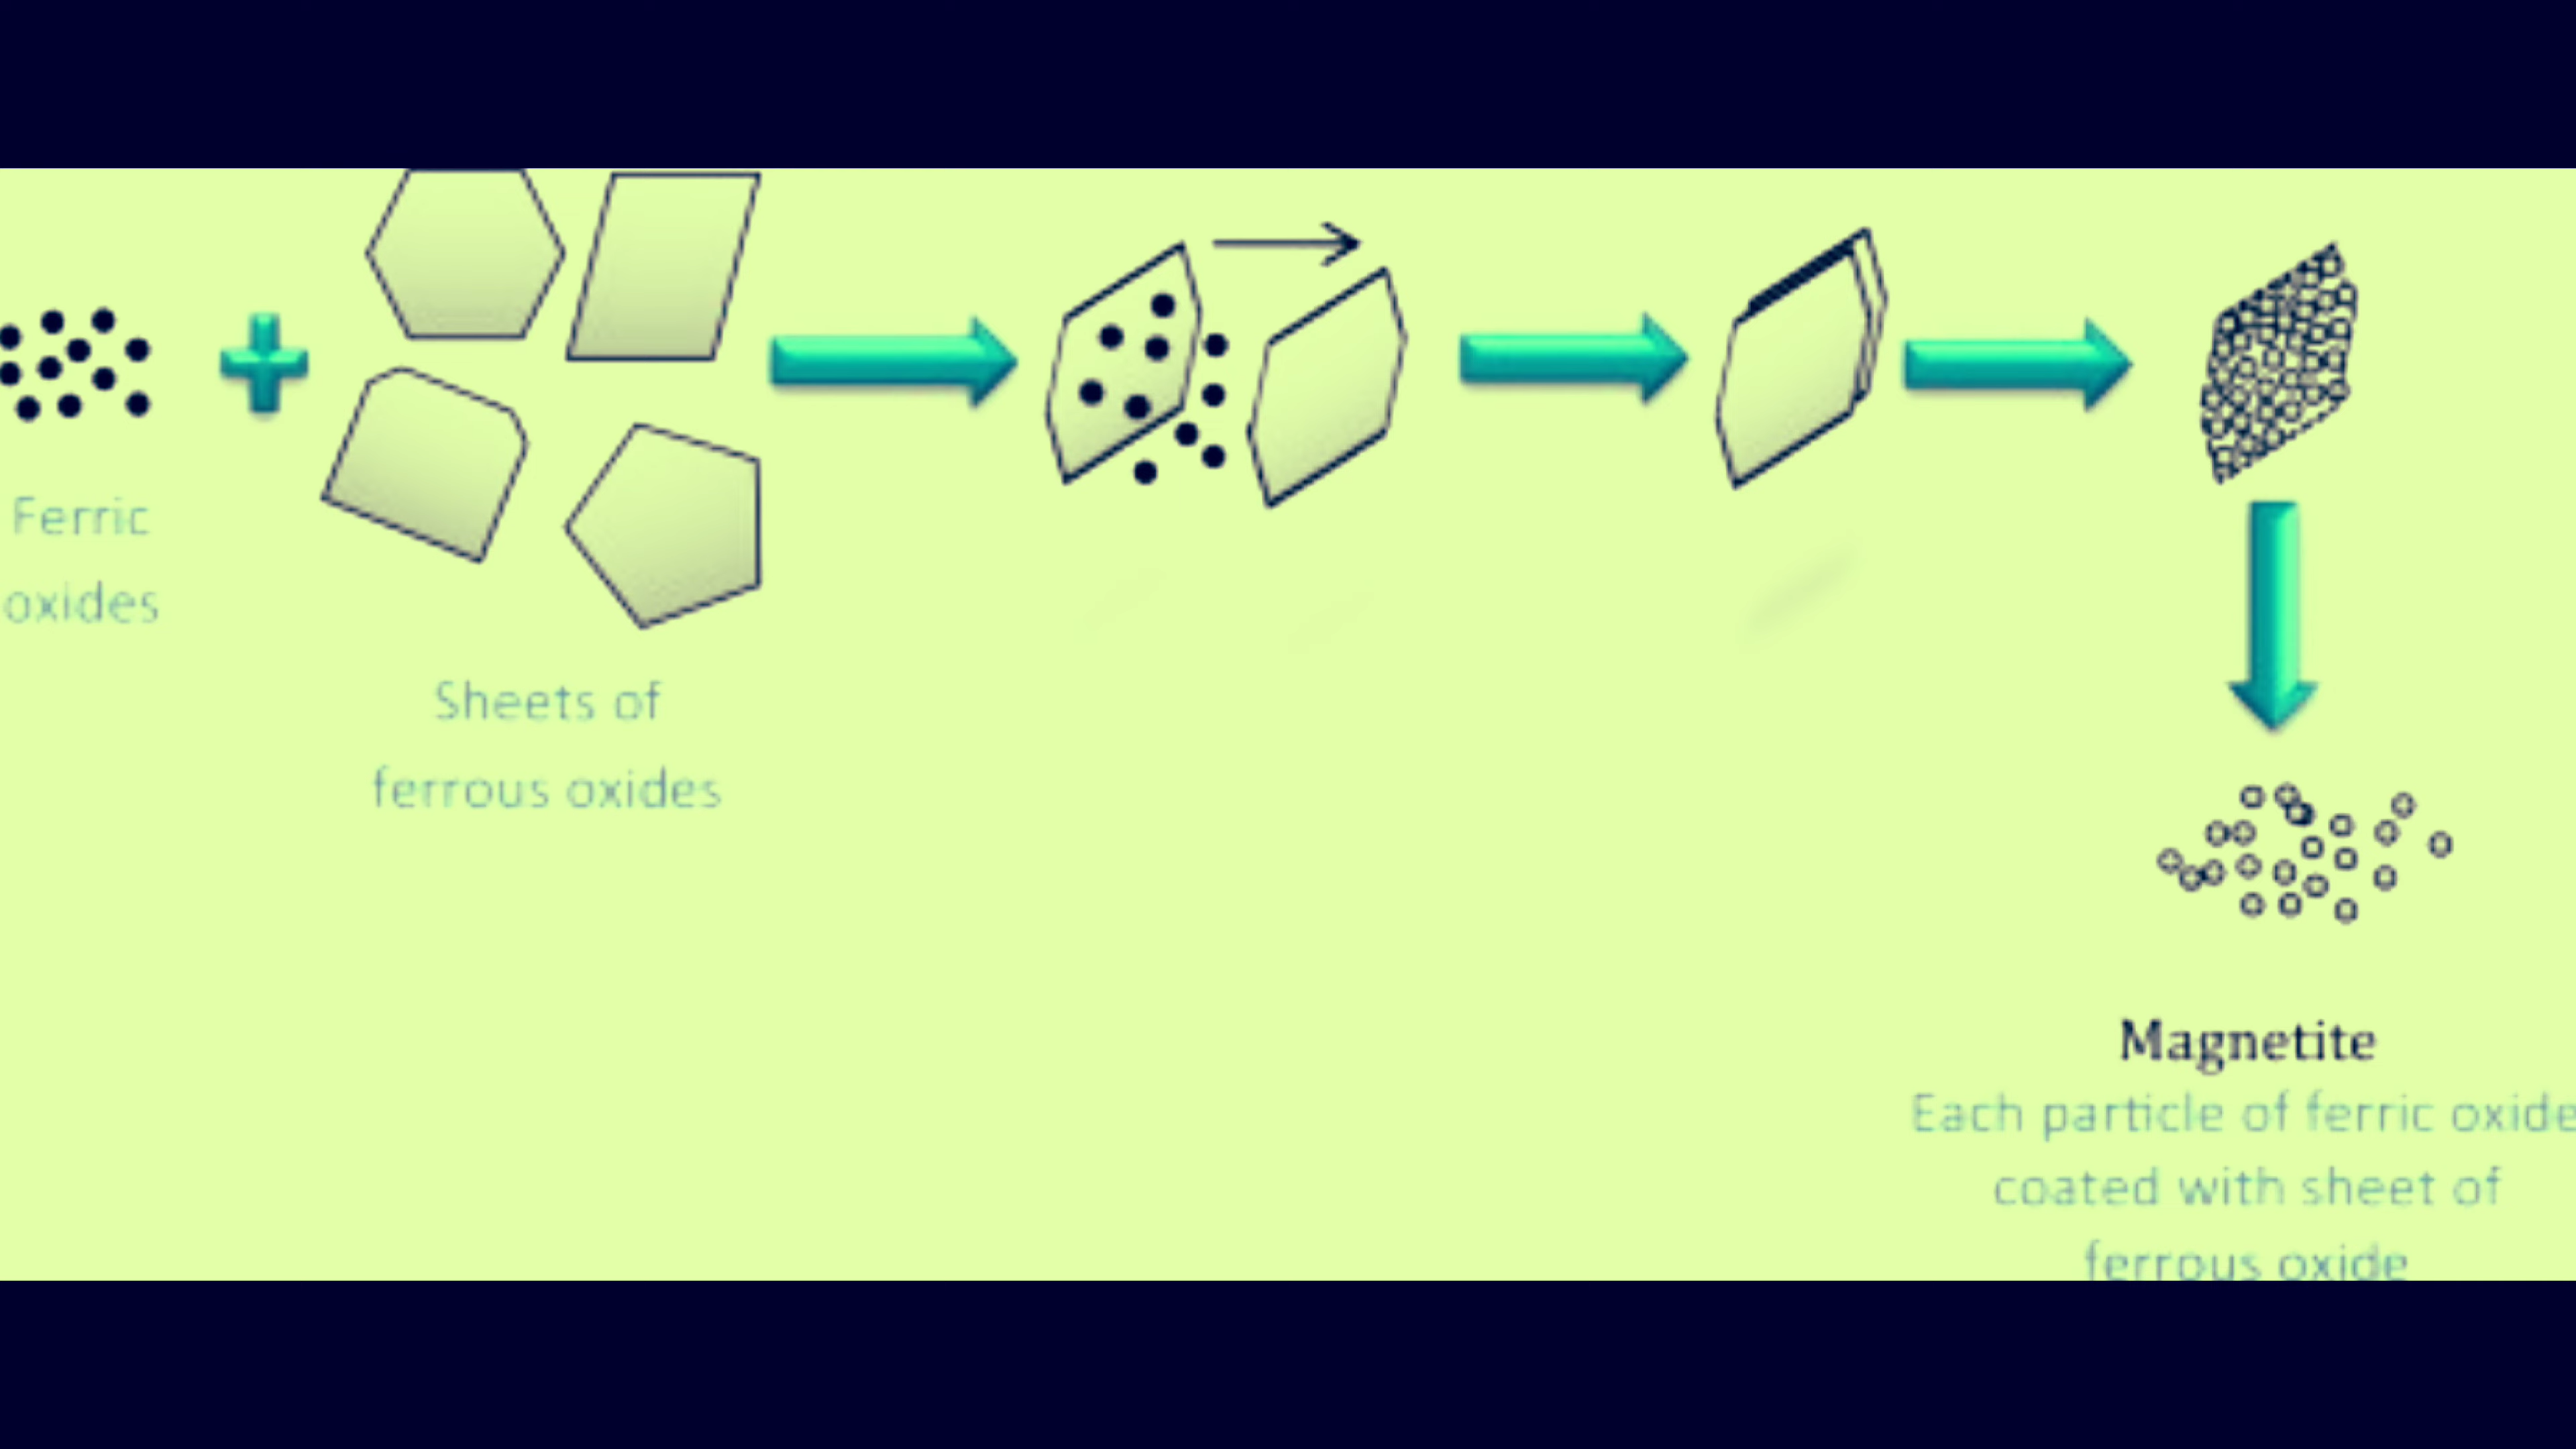 Ferric
oxides
Sheets of
ferrous oxides
Magnetite
Each particle of ferric oxide
coated with sheet of
ferrous oxide